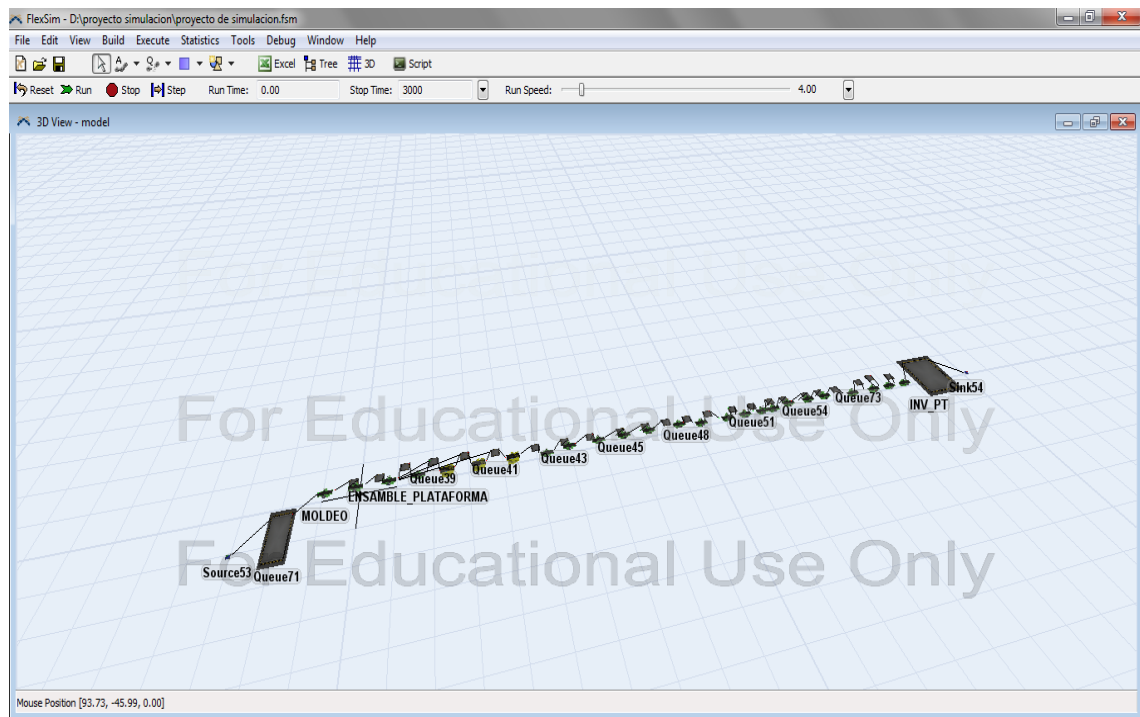 FlexSim - D:\proyecto simulacion\proyecto de simulacion.fsm
File Edit View Build Execute Statistics Tools Debug Window Help
Excel Tree 3D Script
Reset Run Stop Step Run Time: 0.00 Stop Time: 3000 Run Speed: 4.00
3D View - model
For Educational Use Only
Sink54
INV_PT
Queue73
Queue54
Queue51
Queue48
Queue45
Queue43
Queue41
Queue39
ENSAMBLE_PLATAFORMA
MOLDEO
For Educational Use Only
Source53
Queue71
Mouse Position [93.73, -45.99, 0.00]